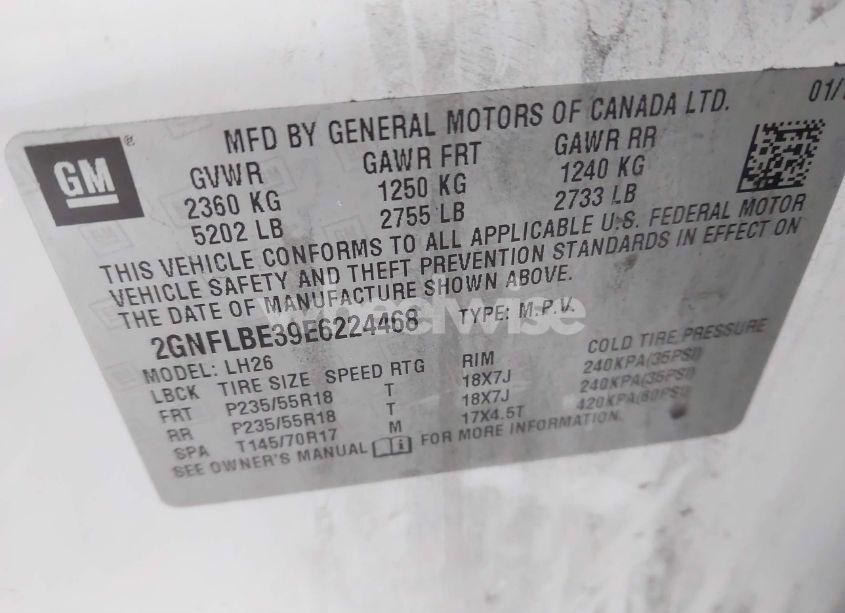 MFD BY GENERAL MOTORS OF CANADA LTD. 01/
GM
GVWR GAWR FRT GAWR RR
2360 KG 1250 KG 1240 KG
5202 LB 2755 LB 2733 LB
THIS VEHICLE CONFORMS TO ALL APPLICABLE U.S. FEDERAL MOTOR
VEHICLE SAFETY AND THEFT PREVENTION STANDARDS IN EFFECT ON
THE DATE OF MANUFACTURE SHOWN ABOVE.
wheelwise
2GNFLBE39E6224468 TYPE: M.P.V.
MODEL: LH26
LBCK TIRE SIZE SPEED RTG RIM COLD TIRE PRESSURE
FRT P235/55R18 T 18X7J 240KPA(35PSI)
RR P235/55R18 T 18X7J 240KPA(35PSI)
SPA T145/70R17 M 17X4.5T 420KPA(60PSI)
SEE OWNER'S MANUAL FOR MORE INFORMATION.